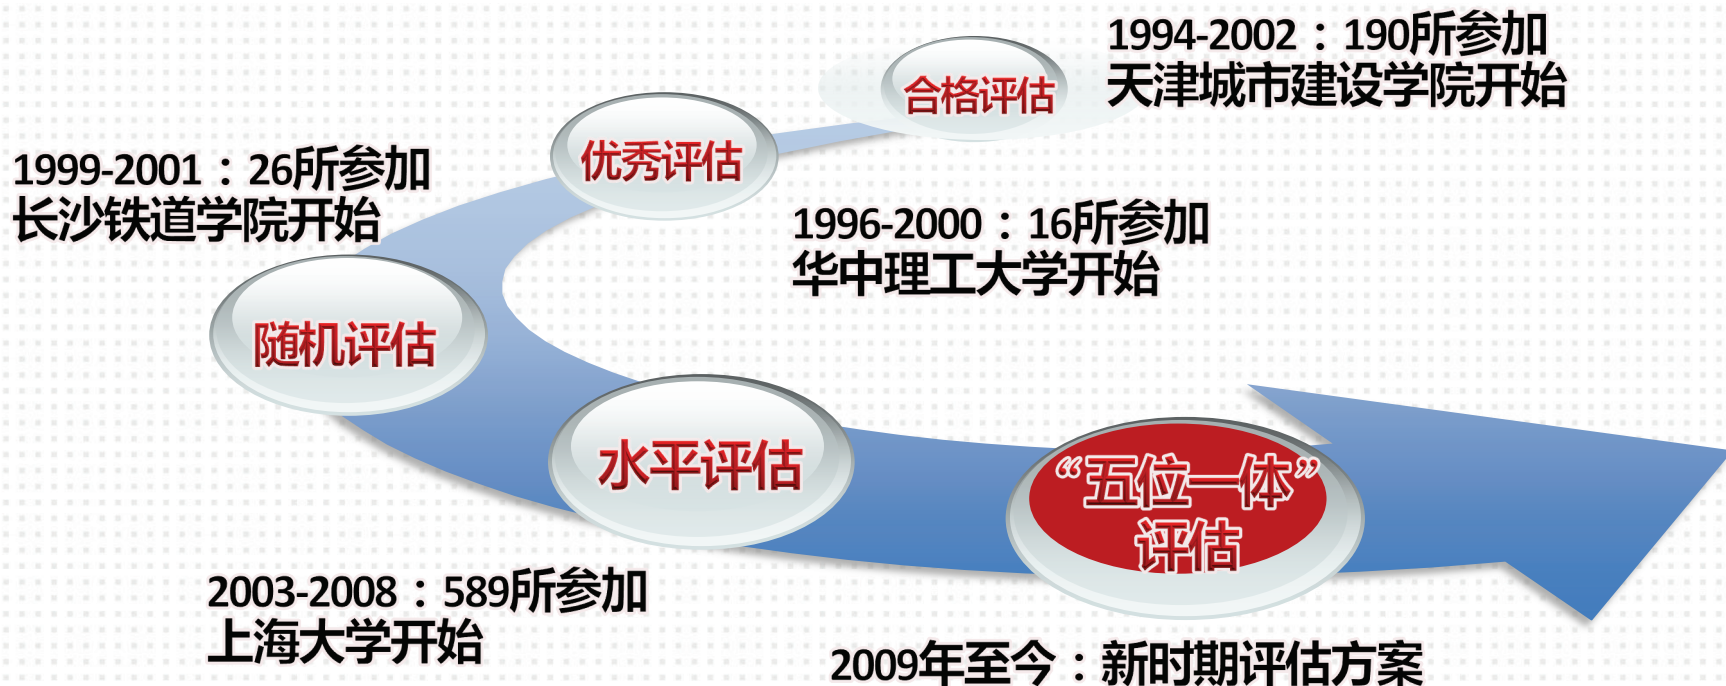 1994-2002：190所参加
天津城市建设学院开始
合格评估
优秀评估
1996-2000：16所参加
华中理工大学开始
1999-2001：26所参加
长沙铁道学院开始
随机评估
水平评估
2003-2008：589所参加
上海大学开始
“五位一体”
评估
2009年至今：新时期评估方案